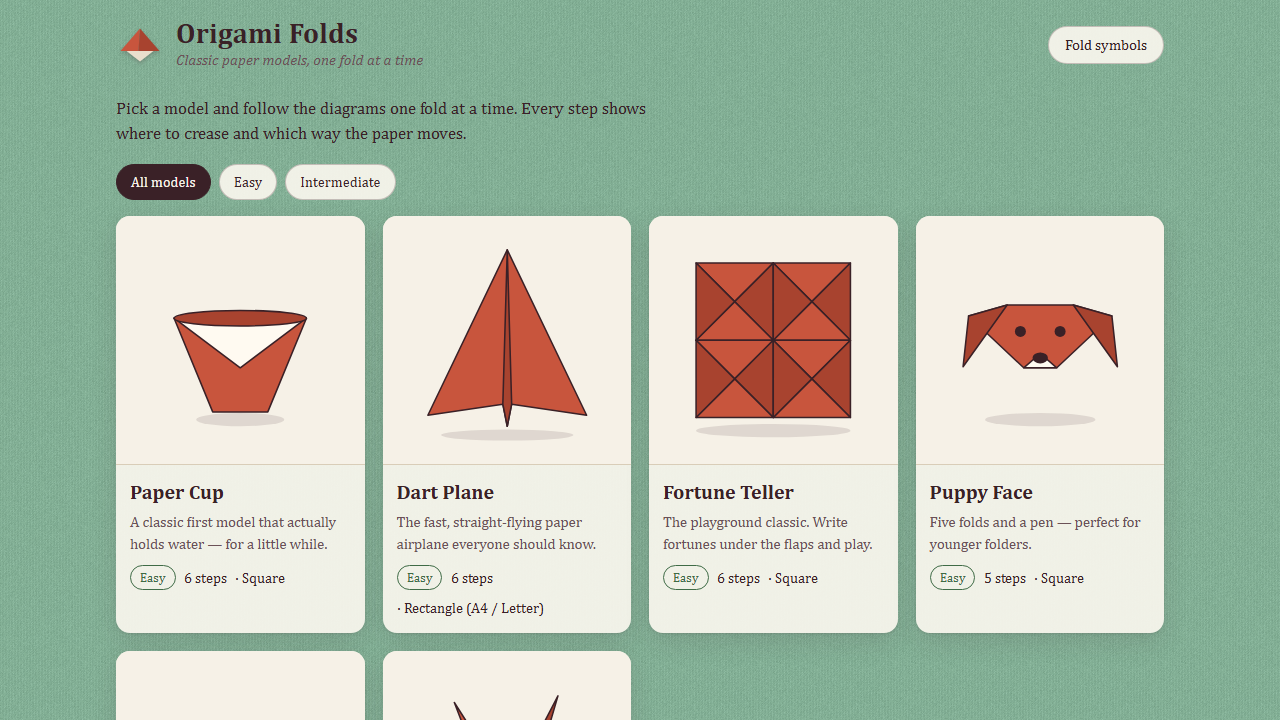 Origami Folds
Classic paper models, one fold at a time
Fold symbols
Pick a model and follow the diagrams one fold at a time. Every step shows
where to crease and which way the paper moves.
All models
Easy
Intermediate
Paper Cup
A classic first model that actually
holds water — for a little while.
Easy 6 steps · Square
Dart Plane
The fast, straight-flying paper
airplane everyone should know.
Easy 6 steps
· Rectangle (A4 / Letter)
Fortune Teller
The playground classic. Write
fortunes under the flaps and play.
Easy 6 steps · Square
Puppy Face
Five folds and a pen — perfect for
younger folders.
Easy 5 steps · Square